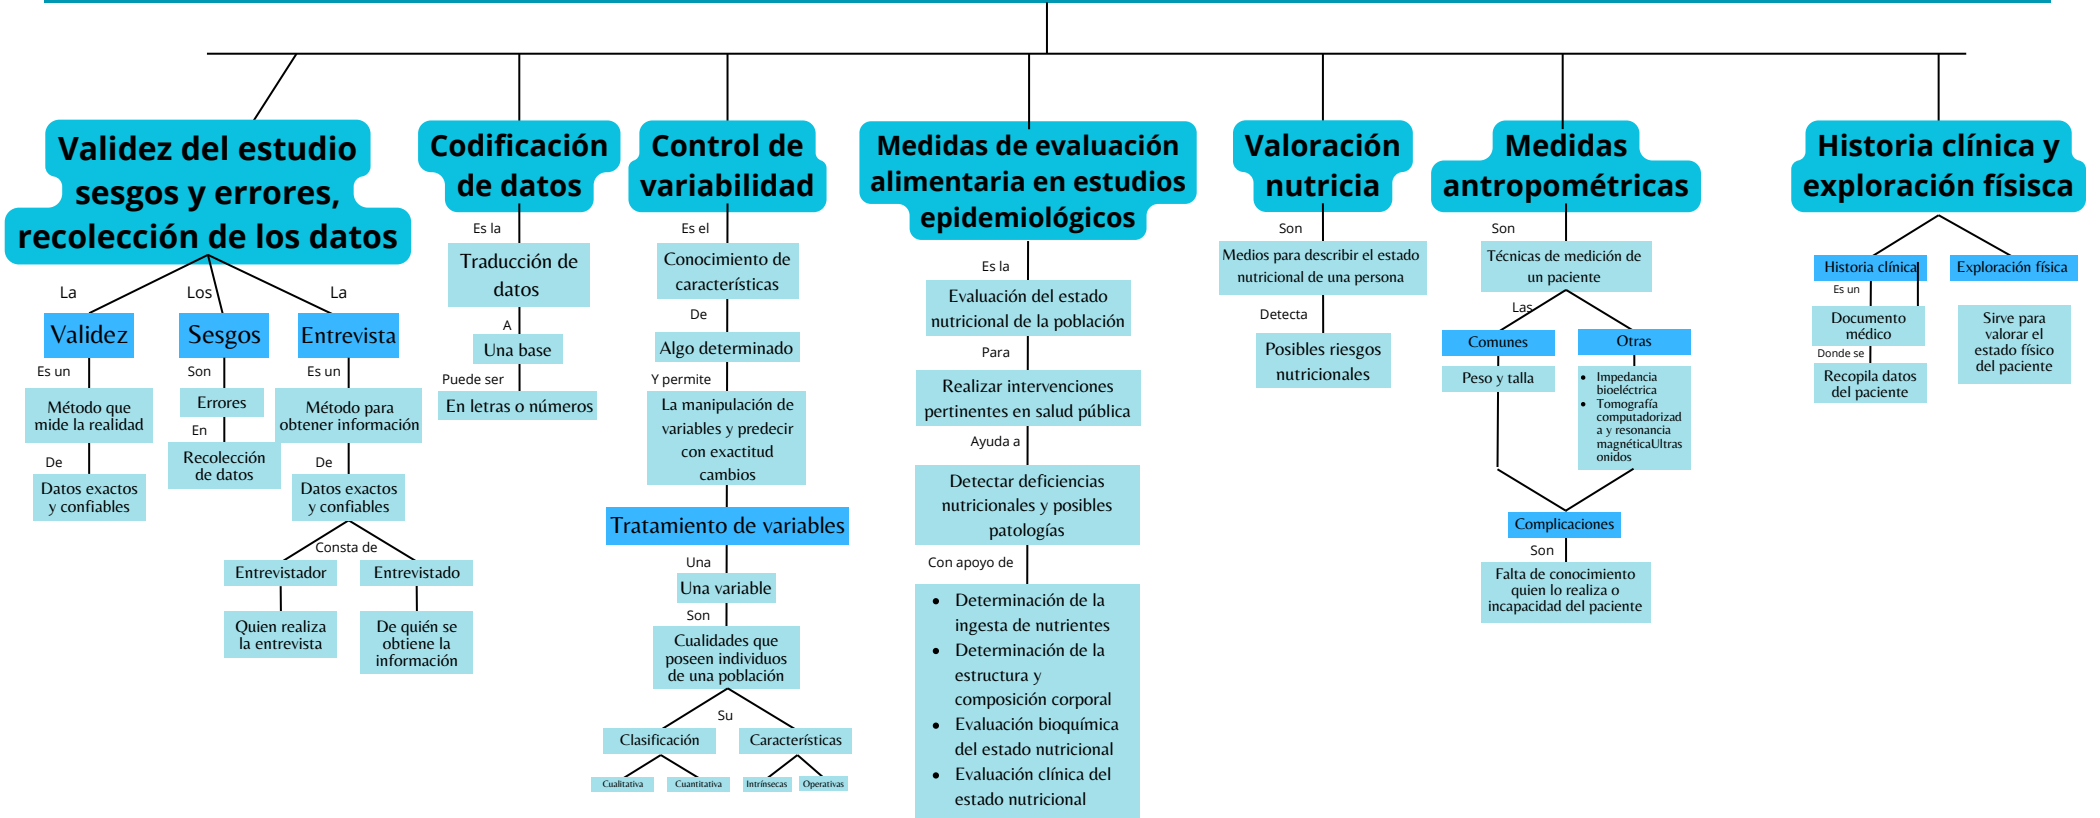 Validez del estudio
sesgos y errores,
recolección de los datos
La
Los
La
Validez
Sesgos
Entrevista
Es un
Son
Es un
Método que
mide la realidad
Errores
Método para
obtener información
De
En
De
Datos exactos
y confiables
Recolección
de datos
Datos exactos
y confiables
Consta de
Entrevistador
Entrevistado
Quien realiza
la entrevista
De quién se
obtiene la
información
Codificación
de datos
Es la
Traducción de
datos
A
Una base
Puede ser
En letras o números
Control de
variabilidad
Es el
Conocimiento de
características
De
Algo determinado
Y permite
La manipulación de
variables y predecir
con exactitud
cambios
Tratamiento de variables
Una
Una variable
Son
Cualidades que
poseen individuos
de una población
Su
Clasificación
Características
Cualitativa
Cuantitativa
Intrínsecas
Operativas
Medidas de evaluación
alimentaria en estudios
epidemiológicos
Es la
Evaluación del estado
nutricional de la población
Para
Realizar intervenciones
pertinentes en salud pública
Ayuda a
Detectar deficiencias
nutricionales y posibles
patologías
Con apoyo de
• Determinación de la
ingesta de nutrientes
• Determinación de la
estructura y
composición corporal
• Evaluación bioquímica
del estado nutricional
• Evaluación clínica del
estado nutricional
Valoración
nutricia
Son
Medios para describir el estado
nutricional de una persona
Detecta
Posibles riesgos
nutricionales
Medidas
antropométricas
Son
Técnicas de medición de
un paciente
Las
Comunes
Otras
Peso y talla
• Impedancia
bioeléctrica
• Tomografía
computadorizad
a y resonancia
magnéticaUltras
onidos
Complicaciones
Son
Falta de conocimiento
quien lo realiza o
incapacidad del paciente
Historia clínica y
exploración físisca
Historia clínica
Exploración física
Es un
Documento
médico
Donde se
Recopila datos
del paciente
Sirve para
valorar el
estado físico
del paciente